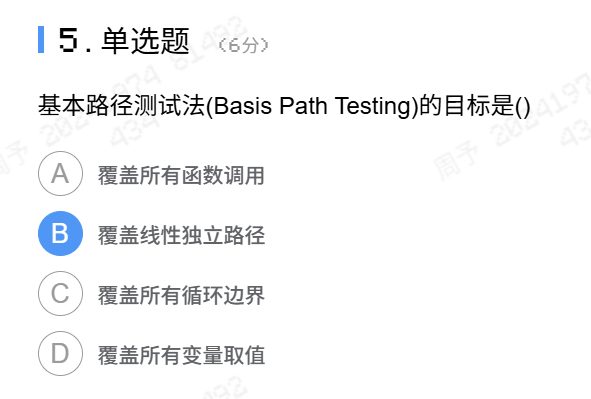 5.单选题 (6分)
基本路径测试法(Basis Path Testing)的目标是()
A 覆盖所有函数调用
B 覆盖线性独立路径
C 覆盖所有循环边界
D 覆盖所有变量取值